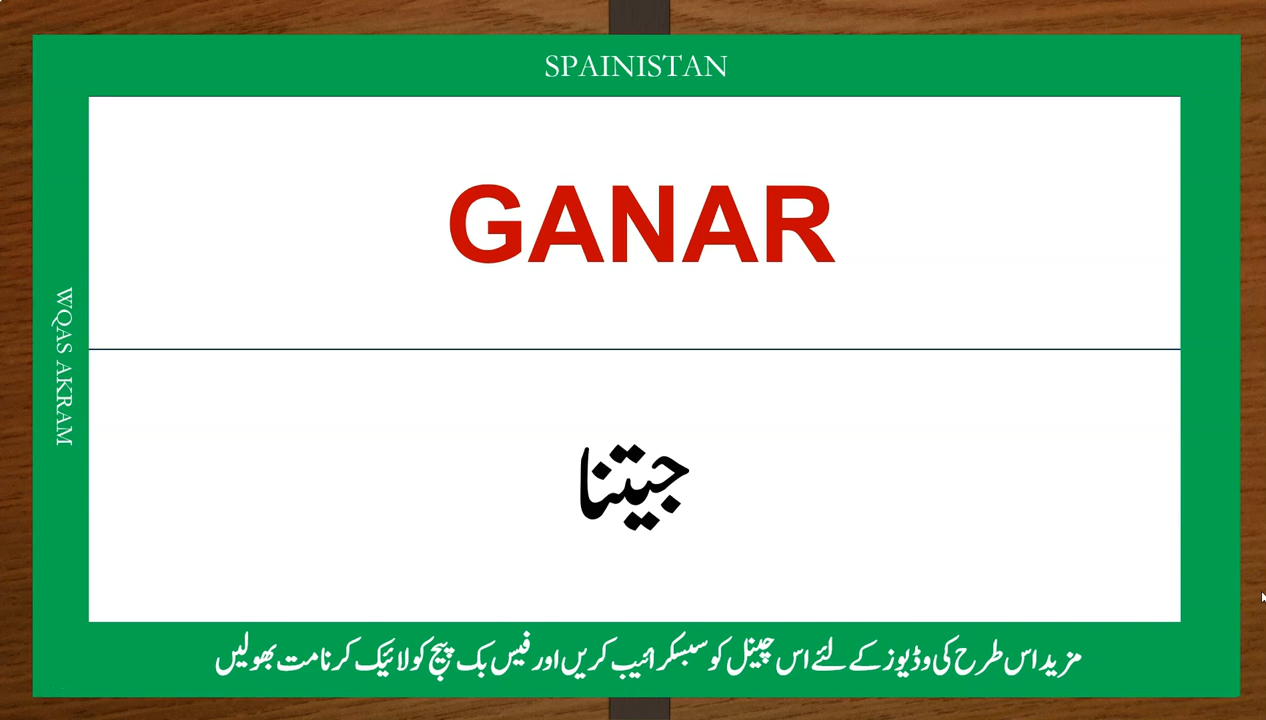 SPAINISTAN
GANAR
WQAS AKRAM
جیتنا
مزید اس طرح کی وڈیوز کے لئے اس چینل کو سبسکرائیب کریں اور فیس بک پیج کو لائیک کرنا مت بھولیں